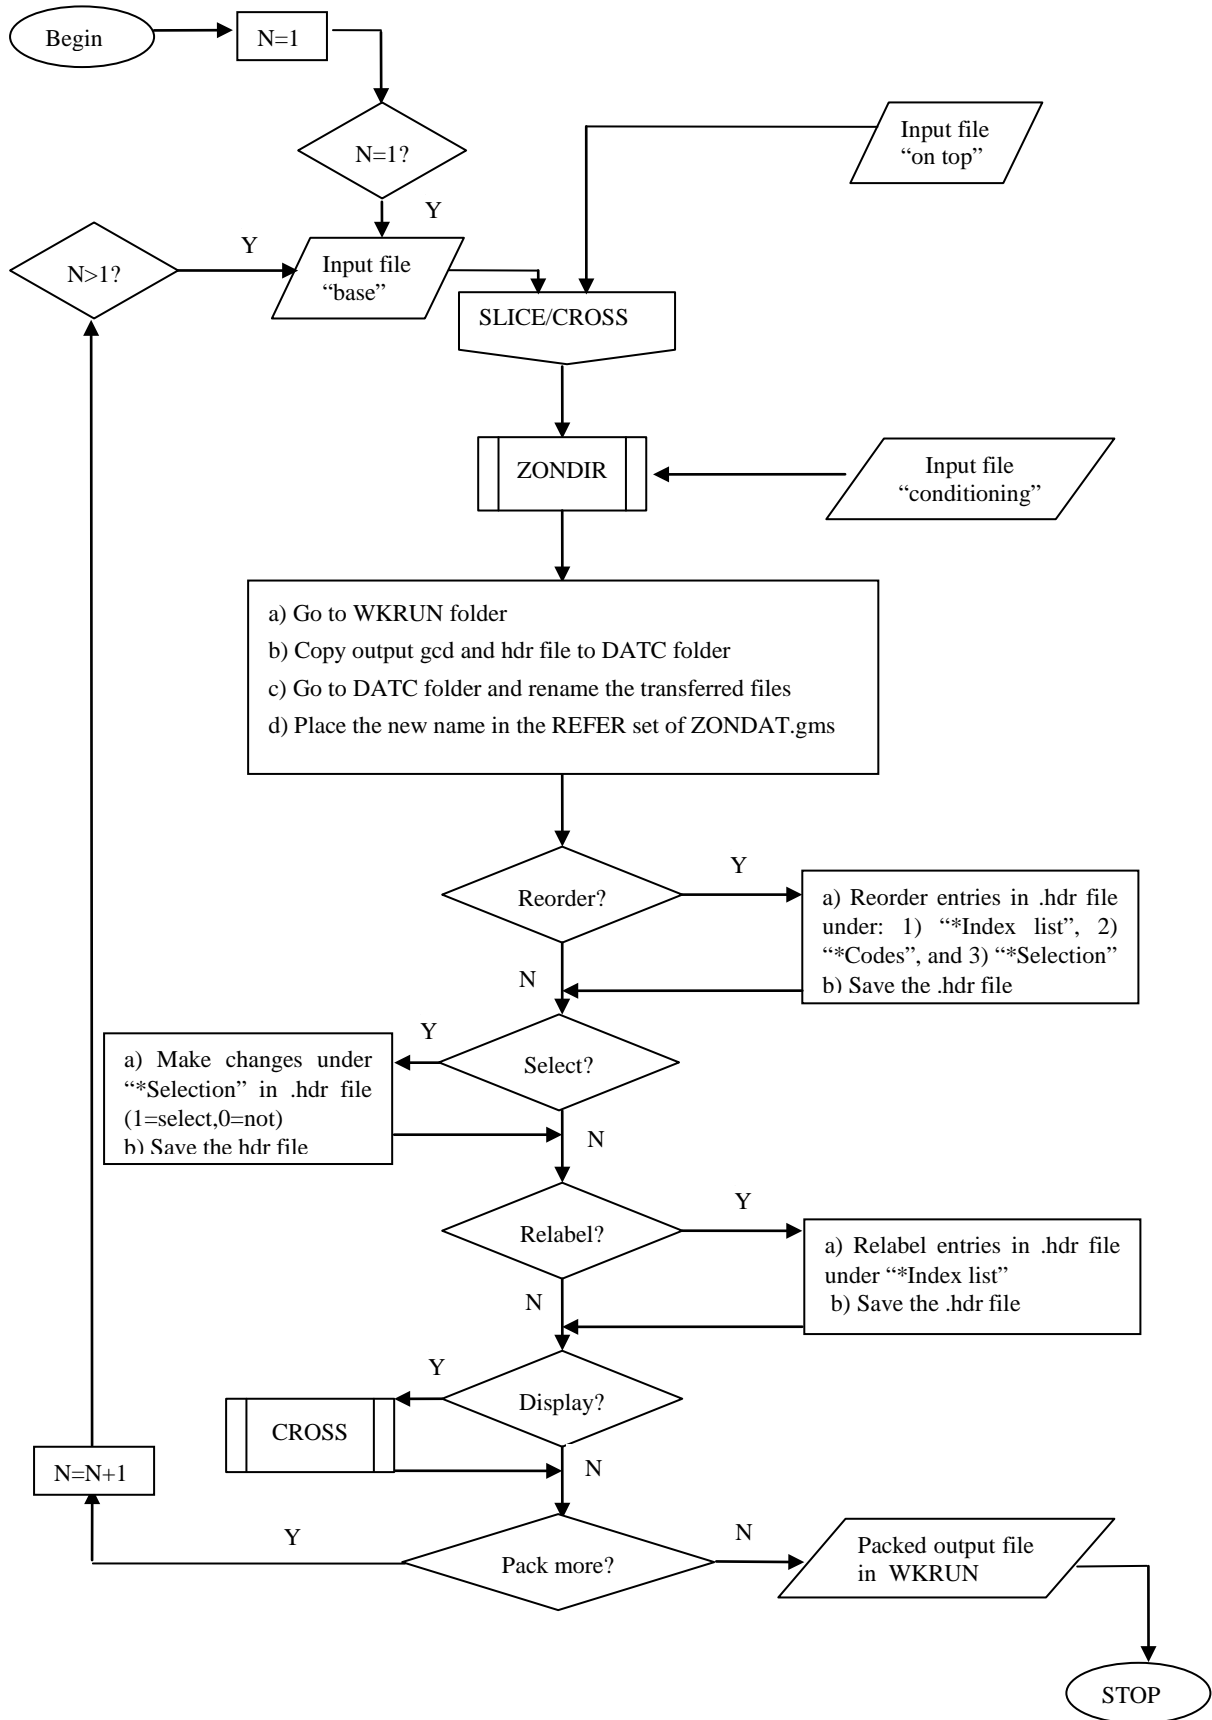 Begin
N=1
N=1?
Y
Input file
“on top”
N>1?
Y
Input file
“base”
SLICE/CROSS
ZONDIR
Input file
“conditioning”
a) Go to WKRUN folder
b) Copy output gcd and hdr file to DATC folder
c) Go to DATC folder and rename the transferred files
d) Place the new name in the REFER set of ZONDAT.gms
Reorder?
Y
a) Reorder entries in .hdr file
under: 1) “*Index list”, 2)
“*Codes”, and 3) “*Selection”
b) Save the .hdr file
N
Y
Select?
a) Make changes under
“*Selection” in .hdr file
(1=select,0=not)
b) Save the hdr file
N
Relabel?
Y
a) Relabel entries in .hdr file
under “*Index list”
b) Save the .hdr file
N
Y
Display?
CROSS
N
N=N+1
Y
Pack more?
N
Packed output file
in WKRUN
STOP